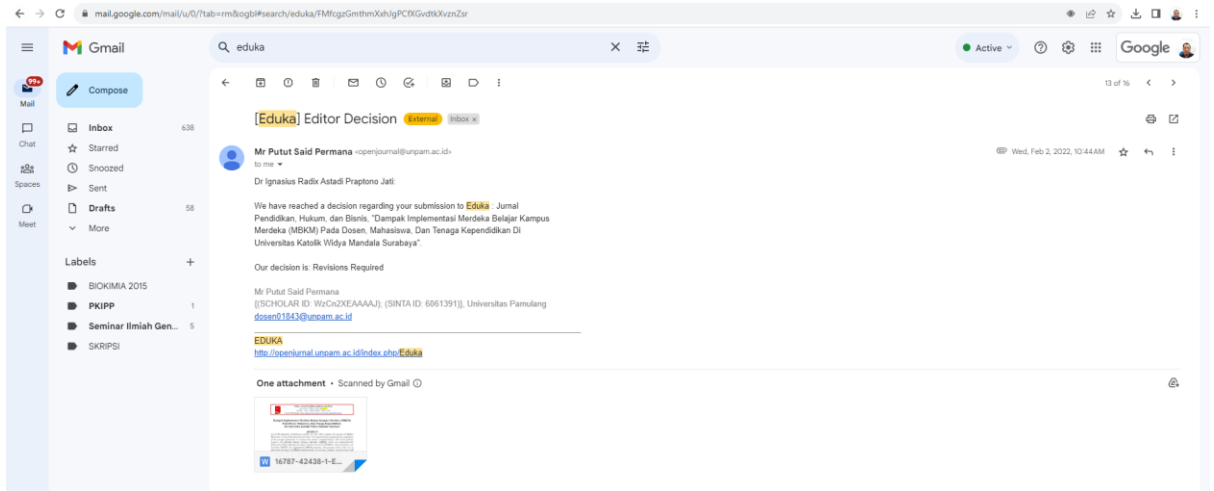 mail.google.com/mail/u/0/?tab=rm&ogbl#search/eduka/FMfcgzGmthmXxhJgPCfXGvdtkXvznZsr
Gmail
eduka
Active
Google
99+
Mail
Compose
13 of 16
Inbox 638
[Eduka] Editor Decision External Inbox x
Chat
Starred
Mr Putut Said Permana <openjournal@unpam.ac.id>
Wed, Feb 2, 2022, 10:44 AM
to me
Snoozed
Spaces
Sent
Dr Ignasius Radix Astadi Praptono Jati:
Drafts 58
We have reached a decision regarding your submission to Eduka : Jurnal
Meet
More
Pendidikan, Hukum, dan Bisnis, "Dampak Implementasi Merdeka Belajar Kampus
Merdeka (MBKM) Pada Dosen, Mahasiswa, Dan Tenaga Kependidikan Di
Universitas Katolik Widya Mandala Surabaya".
Labels +
Our decision is: Revisions Required
BIOKIMIA 2015
Mr Putut Said Permana
PKIPP 1
[(SCHOLAR ID: WzCn2XEAAAAJ); (SINTA ID: 6061391)], Universitas Pamulang
dosen01843@unpam.ac.id
Seminar Ilmiah Gen... 5
SKRIPSI
EDUKA
http://openjurnal.unpam.ac.id/index.php/Eduka
One attachment • Scanned by Gmail
16787-42438-1-E...